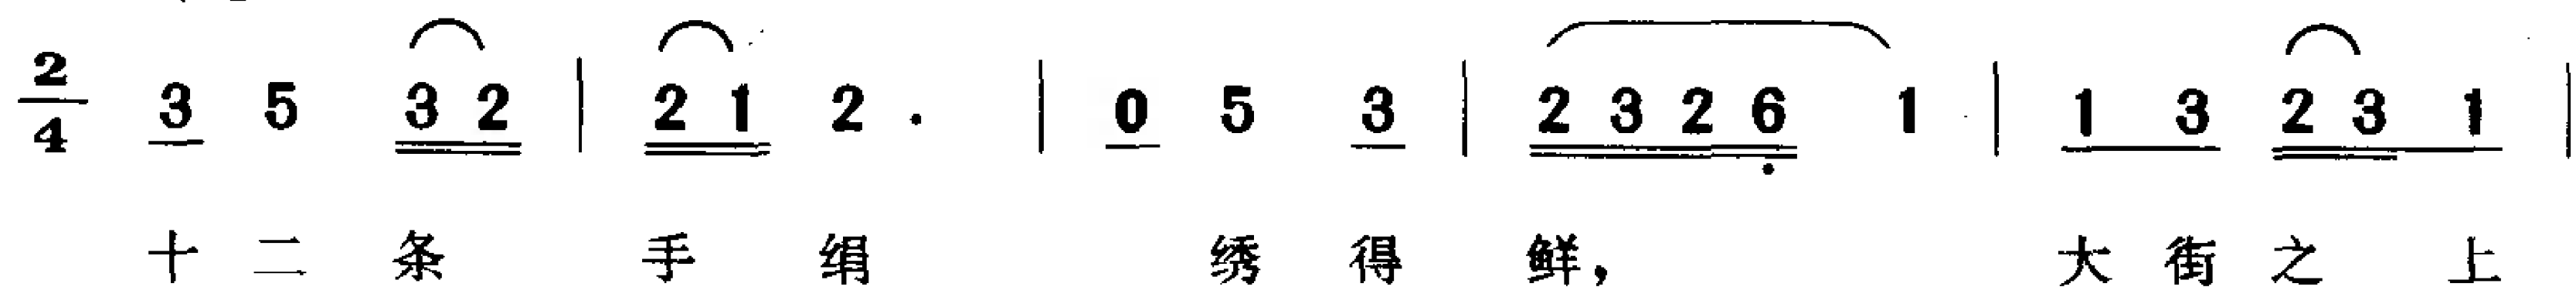 2/4 3 5 3 2 | 2 1 2 . | 0 5 3 | 2 3 2 6 1 | 1 3 2 3 1 |
十 二 条 手 绢 绣 得 鲜， 大 街 之 上